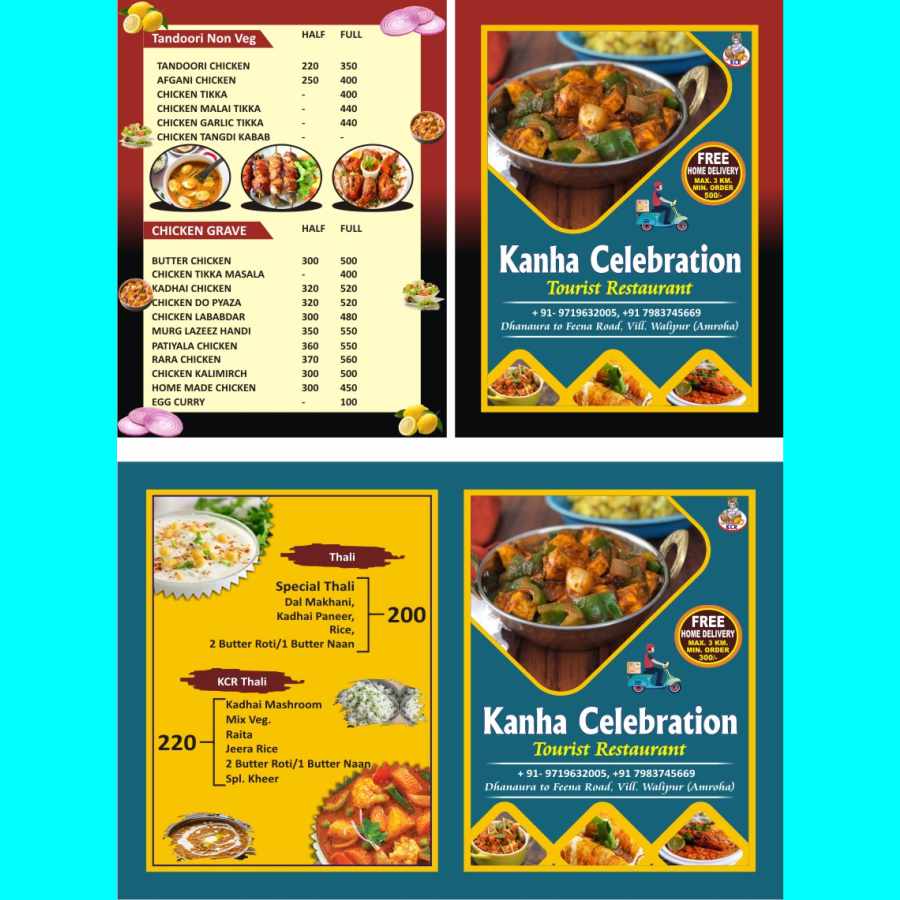 Tandoori Non Veg HALF FULL
TANDOORI CHICKEN 220 350
AFGANI CHICKEN 250 400
CHICKEN TIKKA - 400
CHICKEN MALAI TIKKA - 440
CHICKEN GARLIC TIKKA - 440
CHICKEN TANGDI KABAB - -
CHICKEN GRAVE HALF FULL
BUTTER CHICKEN 300 500
CHICKEN TIKKA MASALA - 400
KADHAI CHICKEN 320 520
CHICKEN DO PYAZA 320 520
CHICKEN LABABDAR 300 480
MURG LAZEEZ HANDI 350 550
PATIYALA CHICKEN 360 550
RARA CHICKEN 370 560
CHICKEN KALIMIRCH 300 500
HOME MADE CHICKEN 300 450
EGG CURRY - 100
KCR
FREE
HOME DELIVERY
MAX. 3 KM.
MIN. ORDER
500/-
Kanha Celebration
Tourist Restaurant
+ 91- 9719632005, +91 7983745669
Dhanaura to Feena Road, Vill. Walipur (Amroha)
Thali
Special Thali
Dal Makhani,
Kadhai Paneer,
Rice,
2 Butter Roti/1 Butter Naan
200
KCR Thali
Kadhai Mashroom
Mix Veg.
Raita
Jeera Rice
2 Butter Roti/1 Butter Naan
Spl. Kheer
220
KCR
FREE
HOME DELIVERY
MAX. 3 KM.
MIN. ORDER
300/-
Kanha Celebration
Tourist Restaurant
+ 91- 9719632005, +91 7983745669
Dhanaura to Feena Road, Vill. Walipur (Amroha)